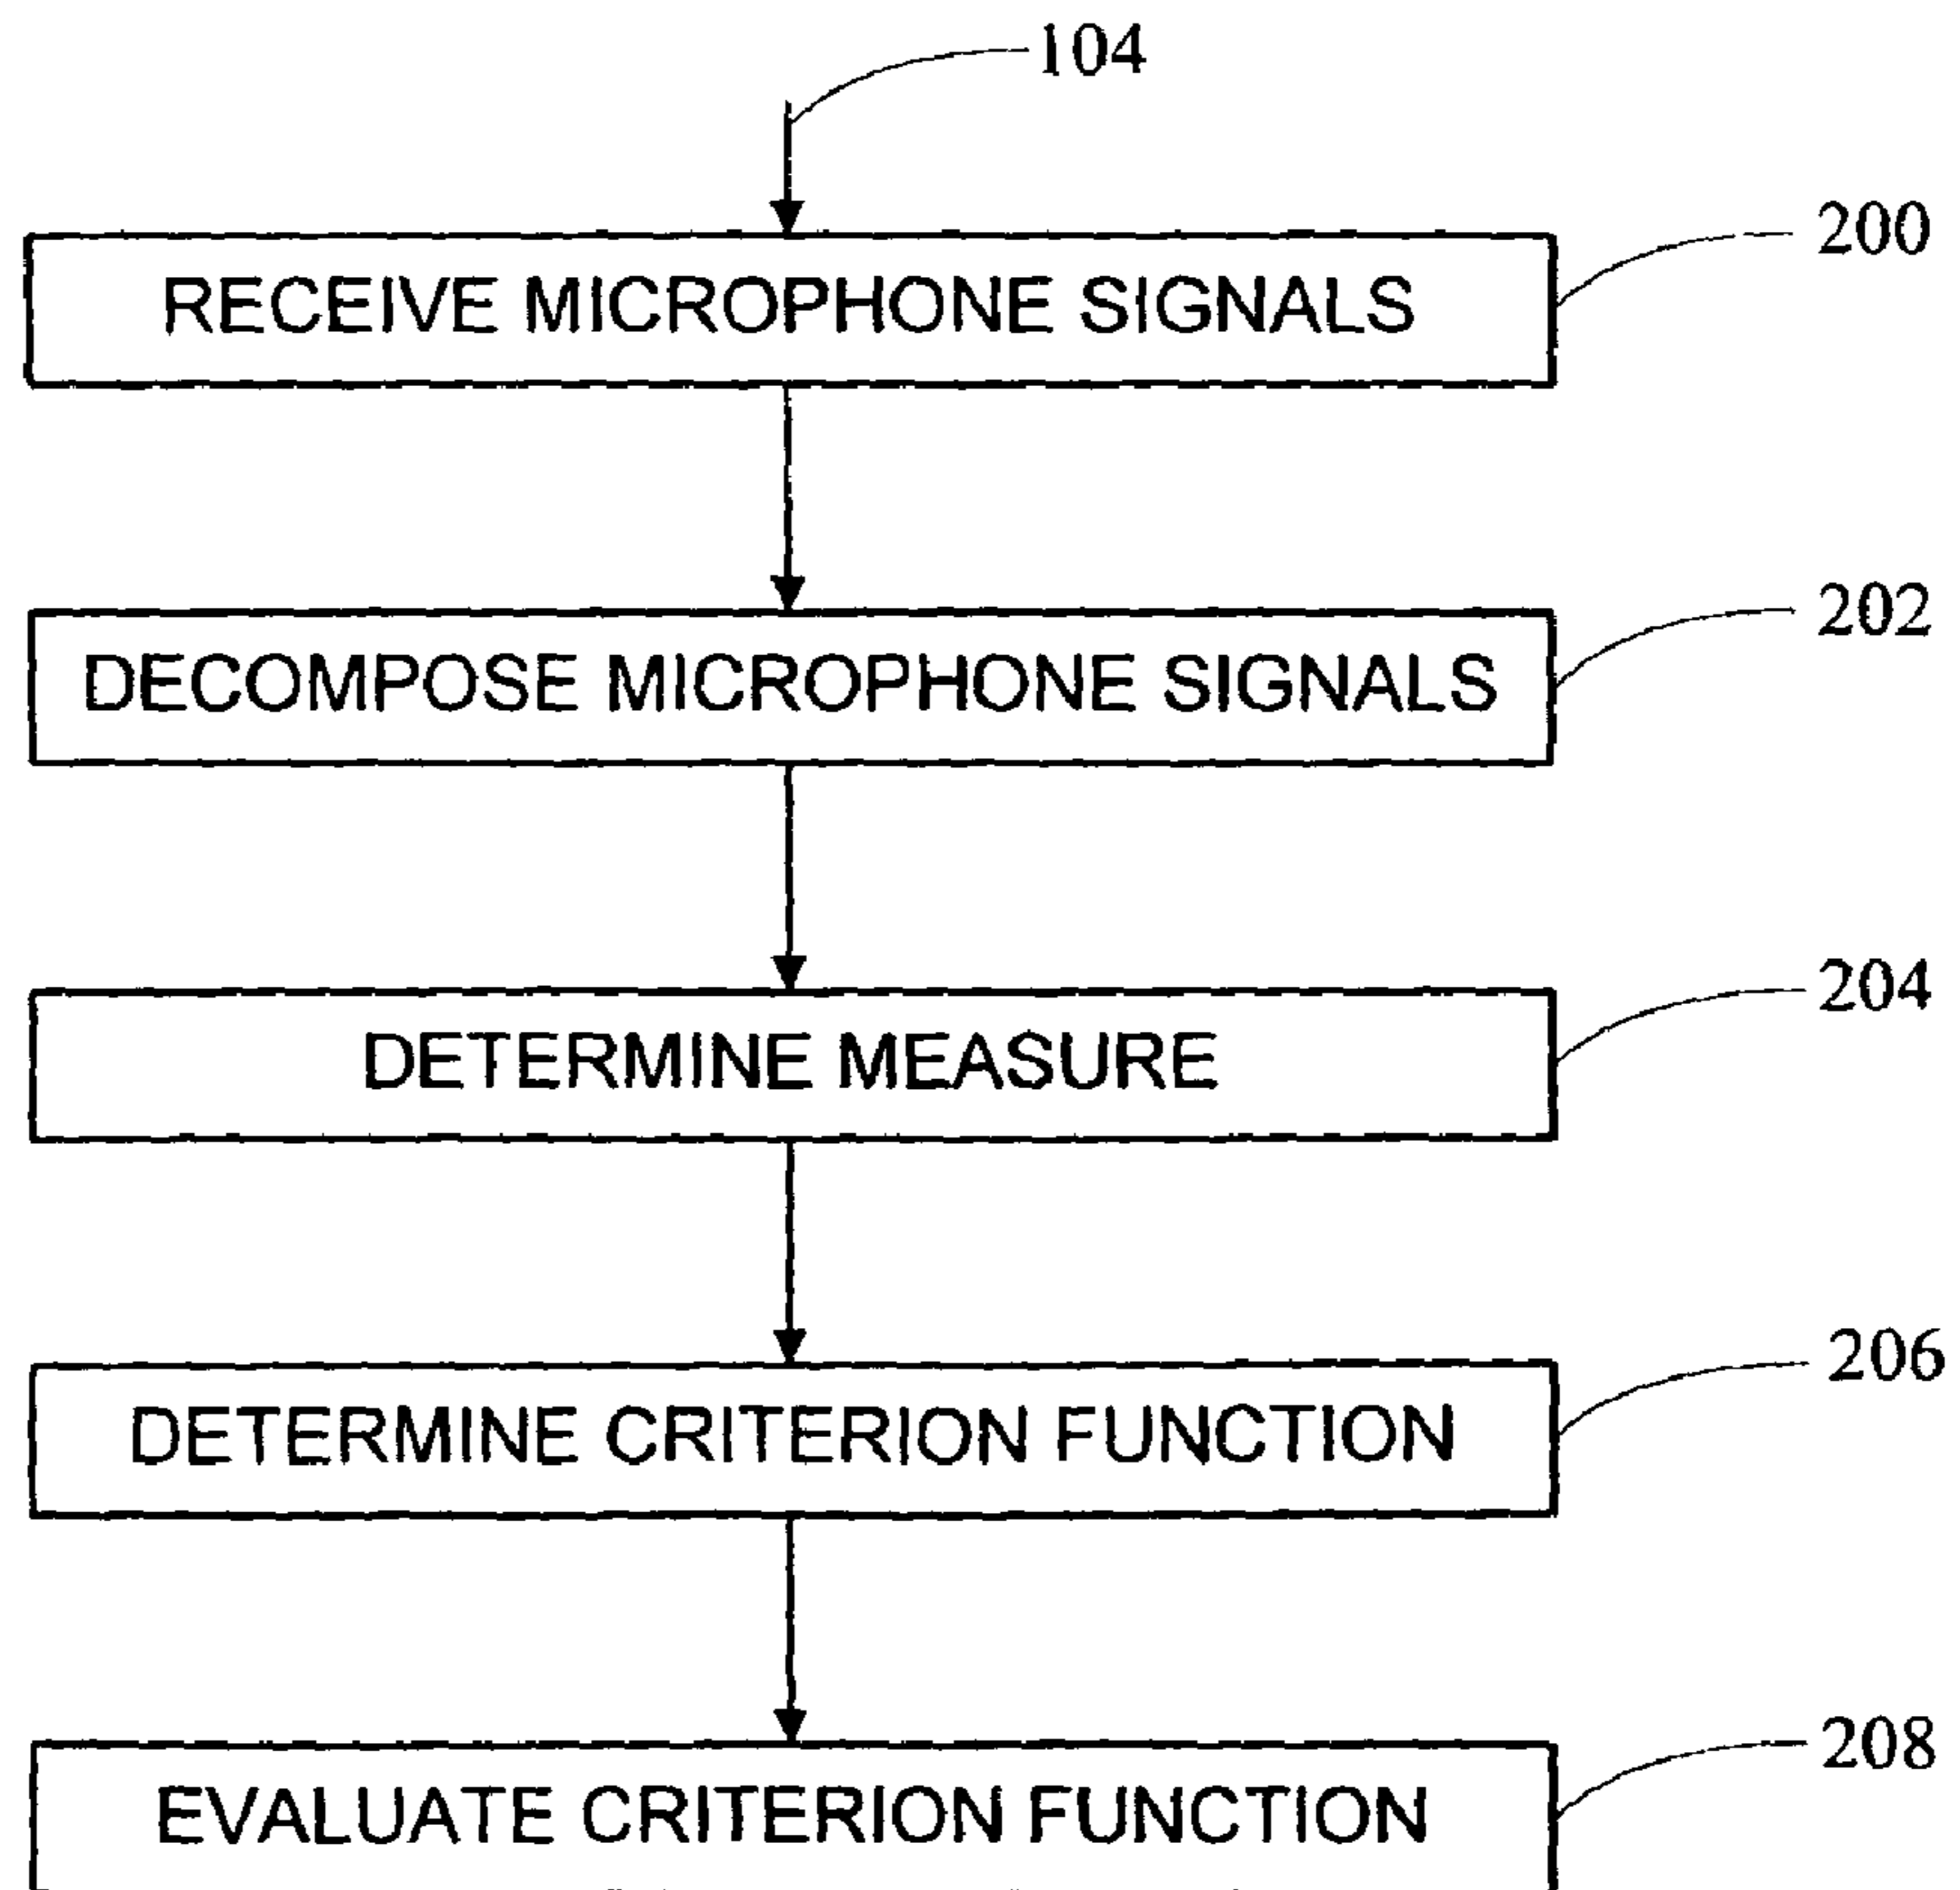 104
200
RECEIVE MICROPHONE SIGNALS
202
DECOMPOSE MICROPHONE SIGNALS
204
DETERMINE MEASURE
206
DETERMINE CRITERION FUNCTION
208
EVALUATE CRITERION FUNCTION